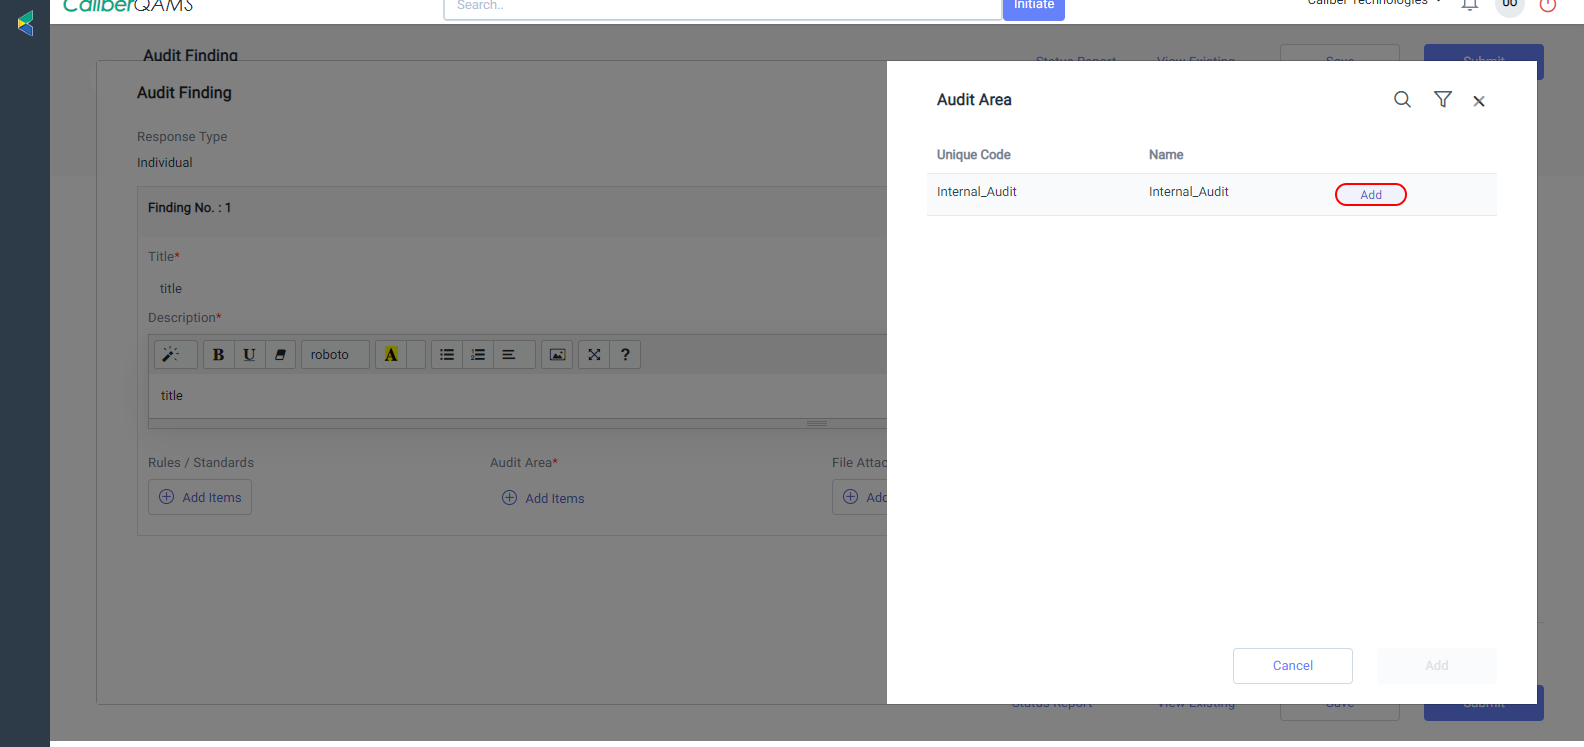 CaliberQAMS
Search..
Initiate
Caliber Technologies
00
Audit Finding
Status Report
View Existing
Save
Submit
Audit Finding
Response Type
Individual
Finding No. : 1
Title*
title
Description*
B U roboto A ?
title
Rules / Standards
Audit Area*
File Attac
Add Items
Add Items
Add
Audit Area
Unique Code
Name
Internal_Audit
Internal_Audit
Add
Cancel
Add
Status Report
View Existing
Save
Submit